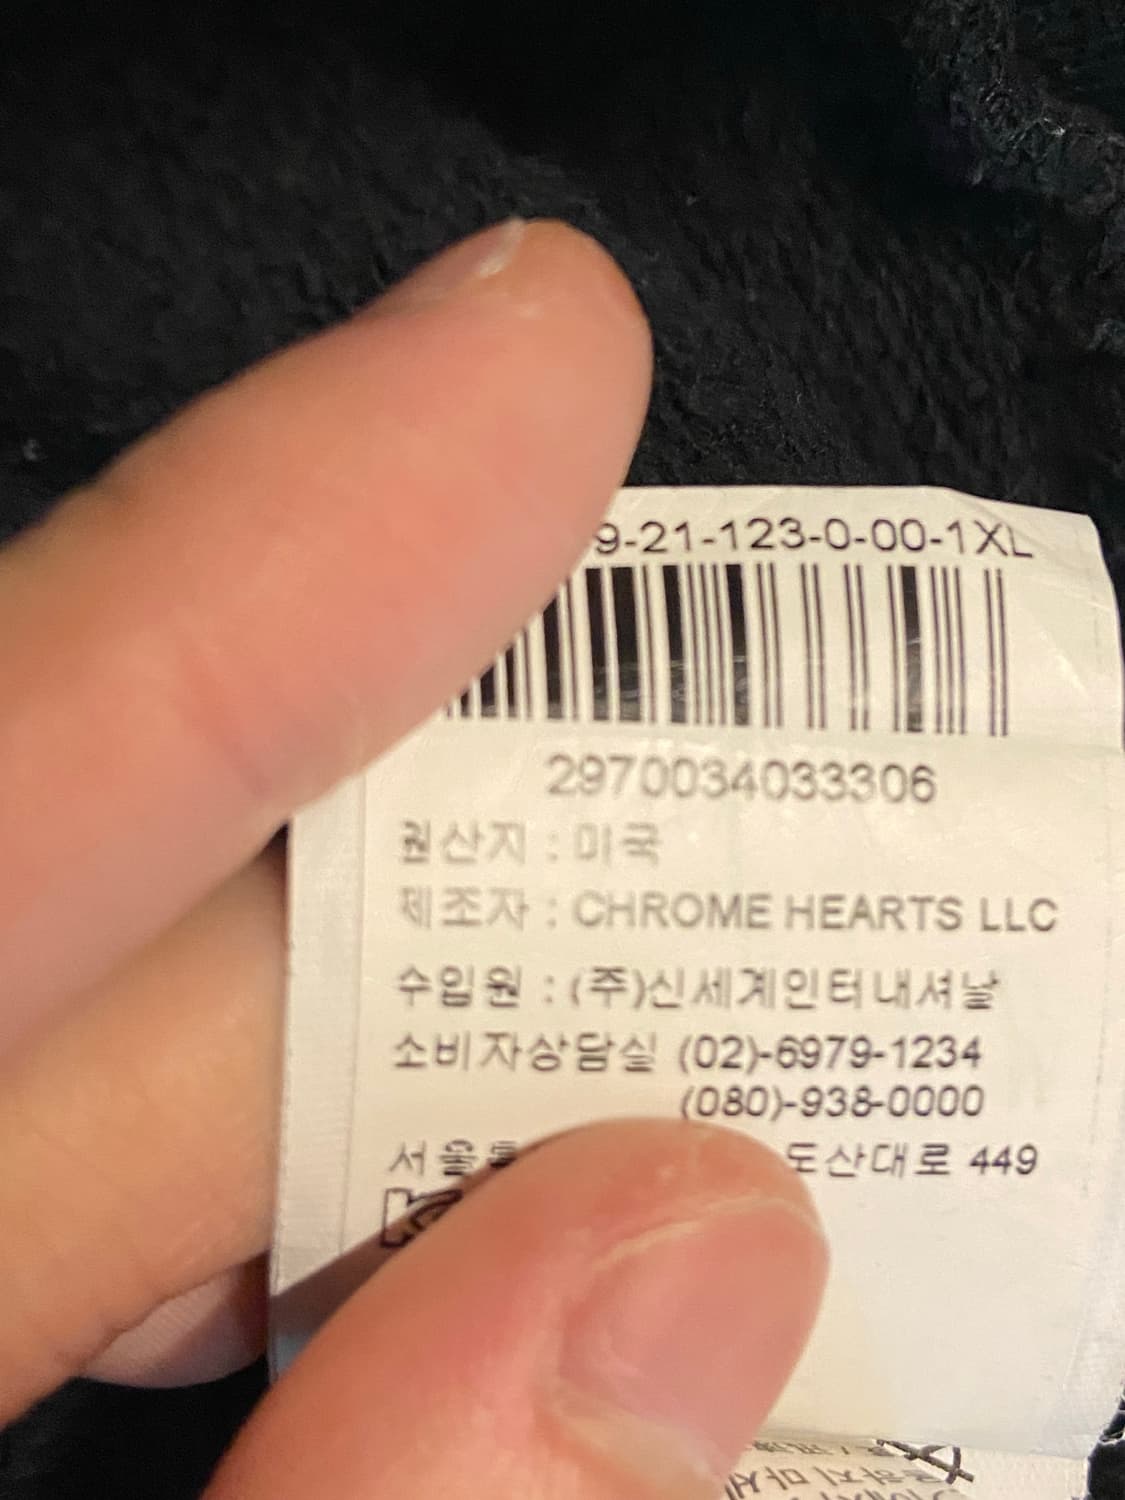 9-21-123-0-00-1XL
2970034033306
원산지 : 미국
제조자 : CHROME HEARTS LLC
수입원 : (주)신세계인터내셔날
소비자상담실 (02)-6979-1234
(080)-938-0000
도산대로 449